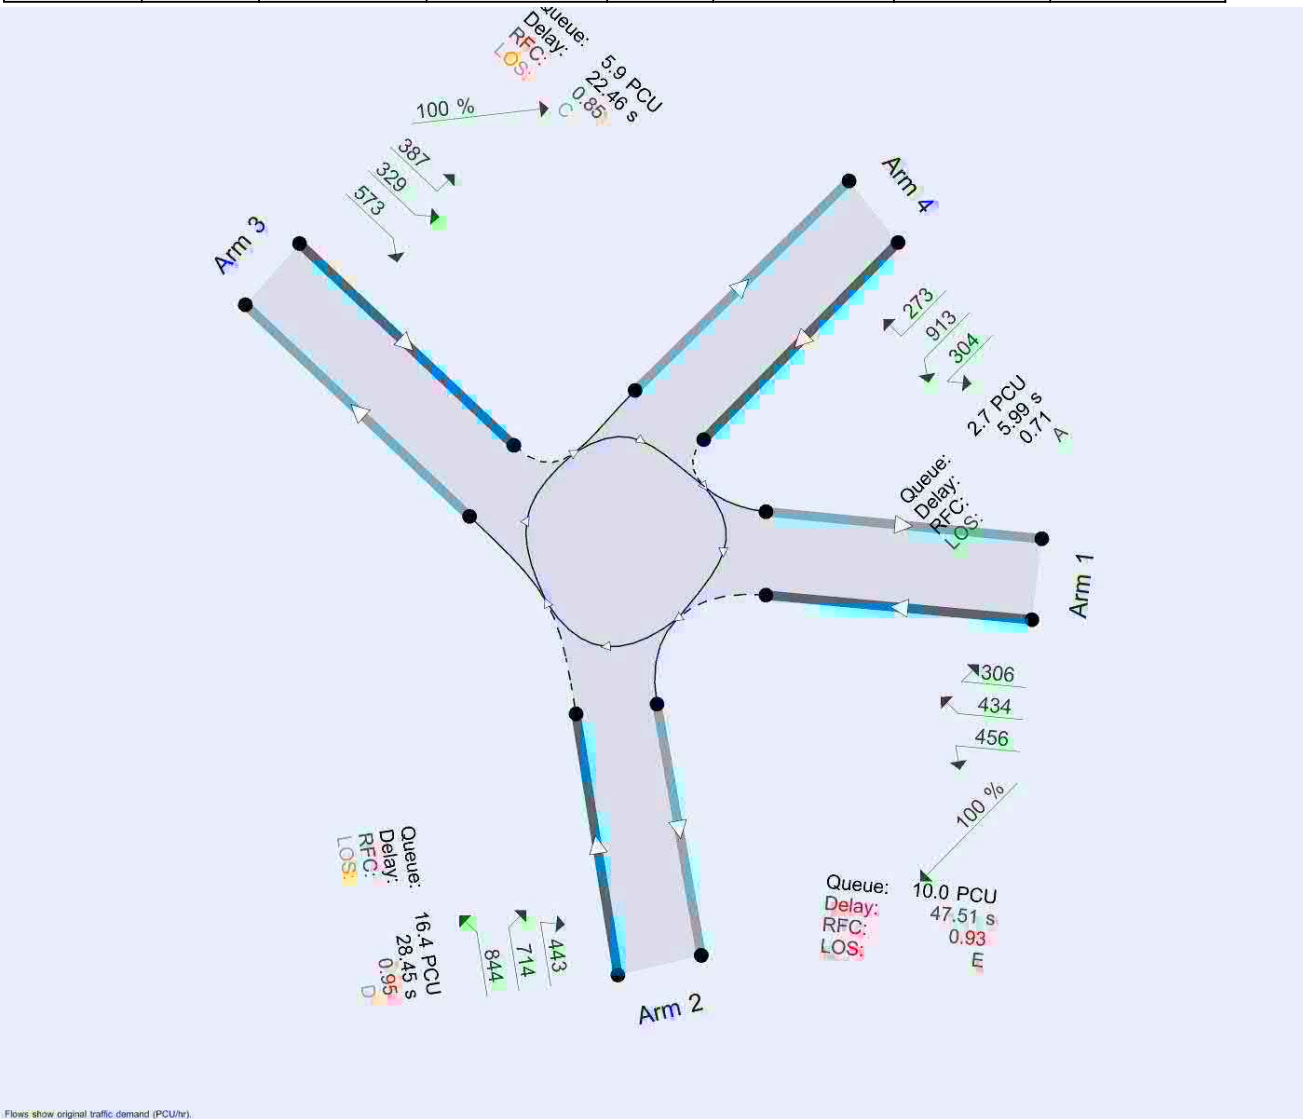 Queue:
Delay:
RFC:
LOS:
5.9 PCU
22.46 s
0.85
C
100 %
387
329
573
Arm 3
Arm 4
273
913
304
2.7 PCU
5.99 s
0.71
A
Queue:
Delay:
RFC:
LOS:
Arm 1
306
434
456
100 %
Queue: 10.0 PCU
Delay: 47.51 s
RFC: 0.93
LOS: E
Queue:
Delay:
RFC:
LOS:
16.4 PCU
28.45 s
0.95
D
844
714
443
Arm 2
Flows show original traffic demand (PCU/hr).